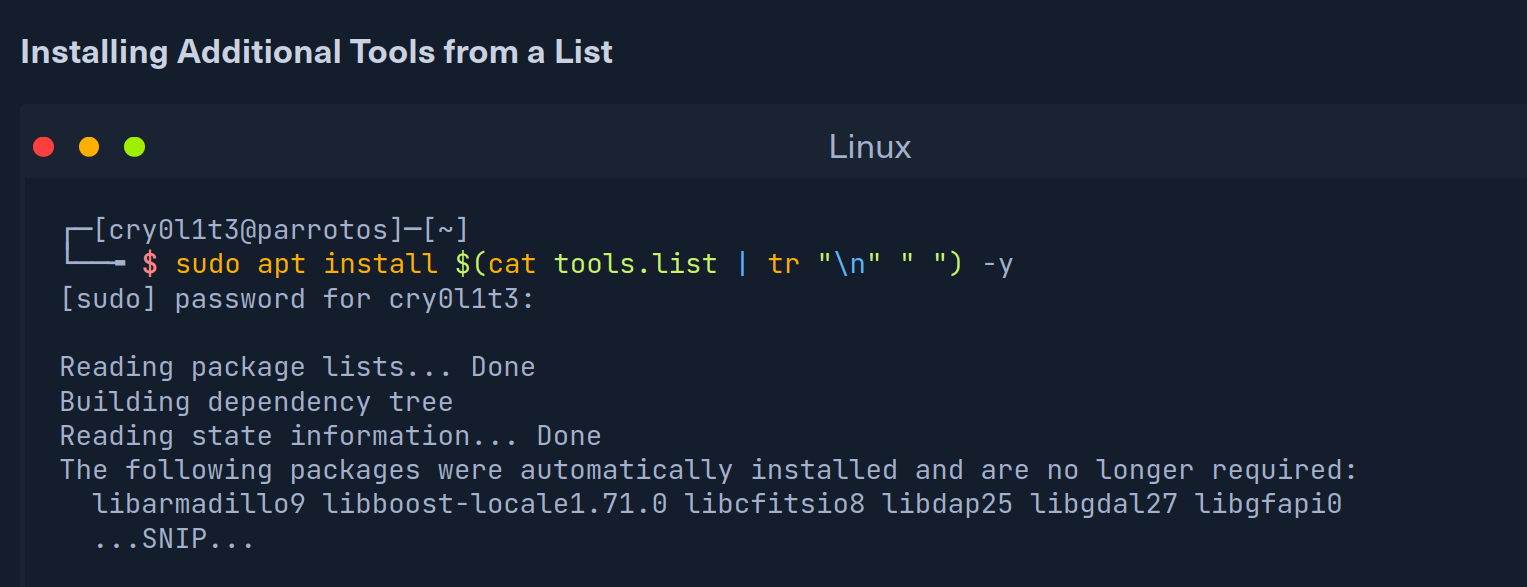 Installing Additional Tools from a List
Linux
┌─[cry0l1t3@parrotos]─[~]
└──╼ $ sudo apt install $(cat tools.list | tr "\n" " ") -y
[sudo] password for cry0l1t3:
Reading package lists... Done
Building dependency tree
Reading state information... Done
The following packages were automatically installed and are no longer required:
  libarmadillo9 libboost-locale1.71.0 libcfitsio8 libdap25 libgdal27 libgfapi0
  ...SNIP...